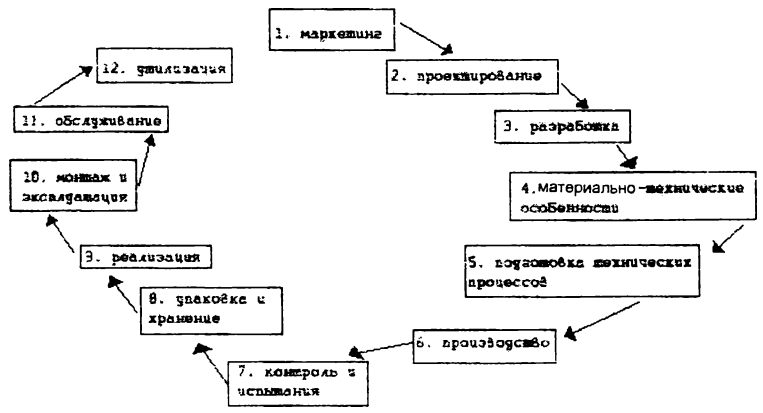 1. маркетинг
2. проектирование
3. разработка
4. материально-технические
особенности
5. подготовка технических
процессов
6. производство
7. контроль и
испытания
8. упаковка и
хранение
9. реализация
10. монтаж и
эксплуатация
11. обслуживание
12. утилизация